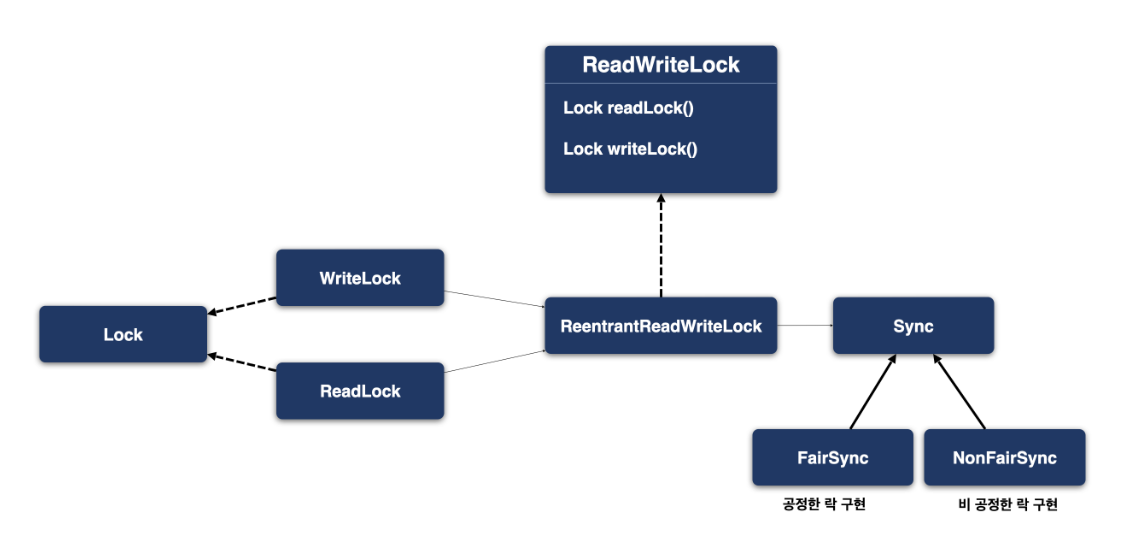 ReadWriteLock
Lock readLock()
Lock writeLock()
WriteLock
Lock
ReentrantReadWriteLock
Sync
ReadLock
FairSync
NonFairSync
공정한 락 구현
비 공정한 락 구현